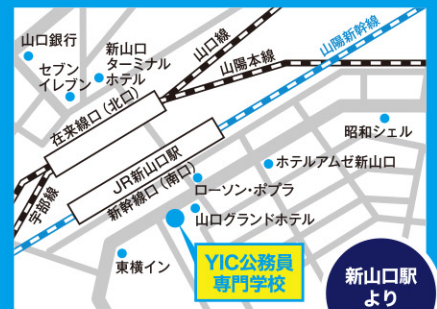 山口銀行
セブン
イレブン
新山口
ターミナル
ホテル
山口線
山陽本線
山陽新幹線
在来線口(北口)
JR新山口駅
新幹線口(南口)
宇部線
昭和シェル
ホテルアムゼ新山口
ローソン・ポプラ
山口グランドホテル
東横イン
YIC公務員
専門学校
新山口駅
より